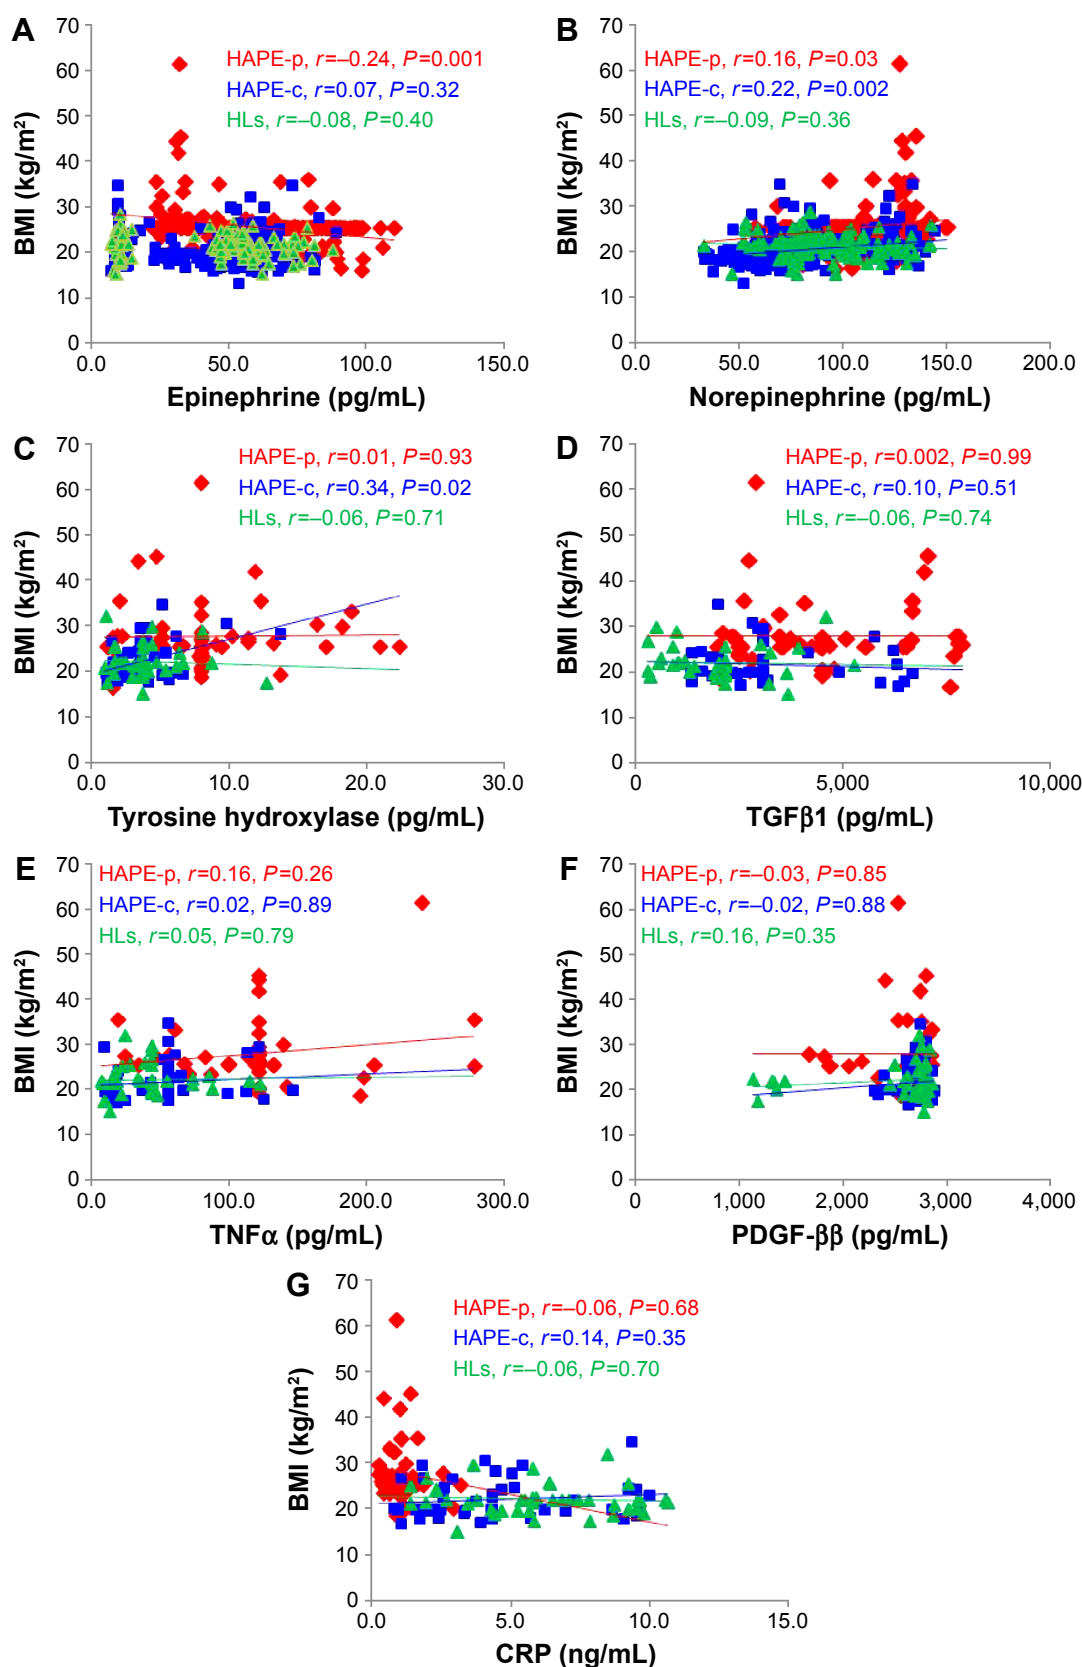 A
BMI (kg/m²)
70
60
50
40
30
20
10
0
HAPE-p, r=–0.24, P=0.001
HAPE-c, r=0.07, P=0.32
HLs, r=–0.08, P=0.40
0.0 50.0 100.0 150.0
Epinephrine (pg/mL)
B
BMI (kg/m²)
70
60
50
40
30
20
10
0
HAPE-p, r=0.16, P=0.03
HAPE-c, r=0.22, P=0.002
HLs, r=–0.09, P=0.36
0.0 50.0 100.0 150.0 200.0
Norepinephrine (pg/mL)
C
BMI (kg/m²)
70
60
50
40
30
20
10
0
HAPE-p, r=0.01, P=0.93
HAPE-c, r=0.34, P=0.02
HLs, r=–0.06, P=0.71
0.0 10.0 20.0 30.0
Tyrosine hydroxylase (pg/mL)
D
BMI (kg/m²)
70
60
50
40
30
20
10
0
HAPE-p, r=0.002, P=0.99
HAPE-c, r=0.10, P=0.51
HLs, r=–0.06, P=0.74
0 5,000 10,000
TGFβ1 (pg/mL)
E
BMI (kg/m²)
70
60
50
40
30
20
10
0
HAPE-p, r=0.16, P=0.26
HAPE-c, r=0.02, P=0.89
HLs, r=0.05, P=0.79
0.0 100.0 200.0 300.0
TNFα (pg/mL)
F
BMI (kg/m²)
70
60
50
40
30
20
10
0
HAPE-p, r=–0.03, P=0.85
HAPE-c, r=–0.02, P=0.88
HLs, r=0.16, P=0.35
0 1,000 2,000 3,000 4,000
PDGF-ββ (pg/mL)
G
BMI (kg/m²)
70
60
50
40
30
20
10
0
HAPE-p, r=–0.06, P=0.68
HAPE-c, r=0.14, P=0.35
HLs, r=–0.06, P=0.70
0.0 5.0 10.0 15.0
CRP (ng/mL)